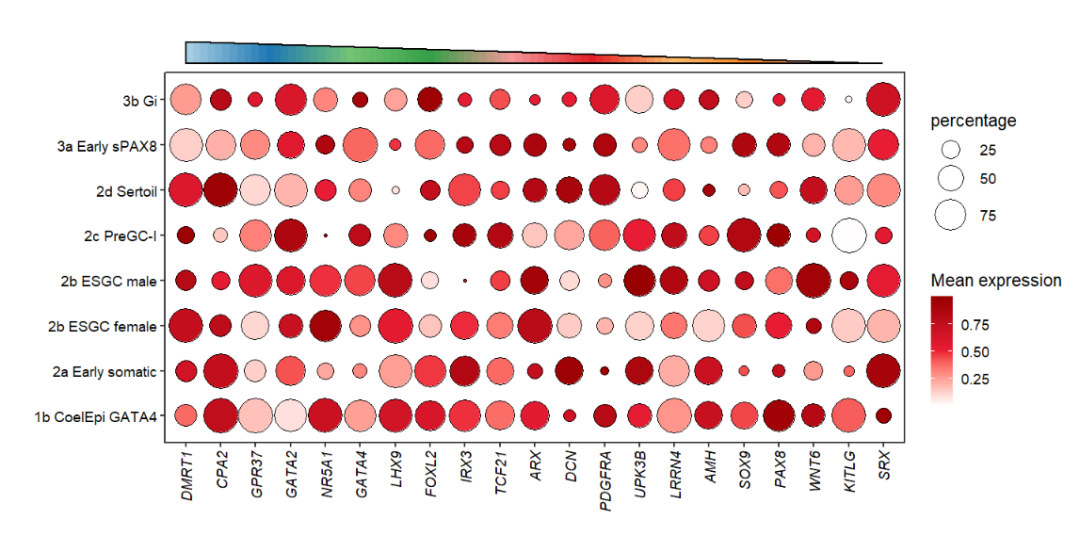 3b Gi
3a Early sPAX8
2d Sertoil
2c PreGC-I
2b ESGC male
2b ESGC female
2a Early somatic
1b CoelEpi GATA4
DMRT1
CPA2
GPR37
GATA2
NR5A1
GATA4
LHX9
FOXL2
IRX3
TCF21
ARX
DCN
PDGFRA
UPK3B
LRRN4
AMH
SOX9
PAX8
WNT6
KITLG
SRX
percentage
25
50
75
Mean expression
0.75
0.50
0.25